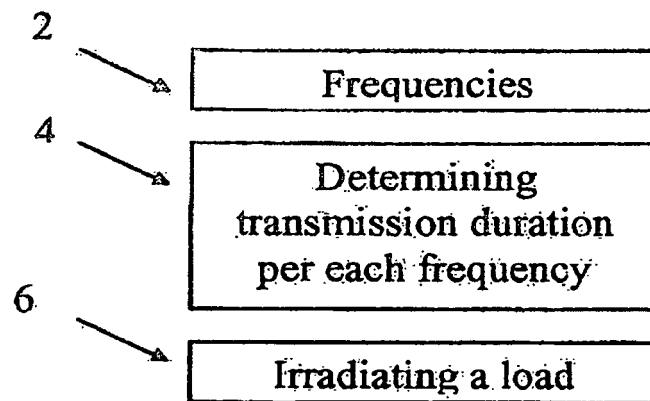 2
Frequencies
4
Determining
transmission duration
per each frequency
6
Irradiating a load